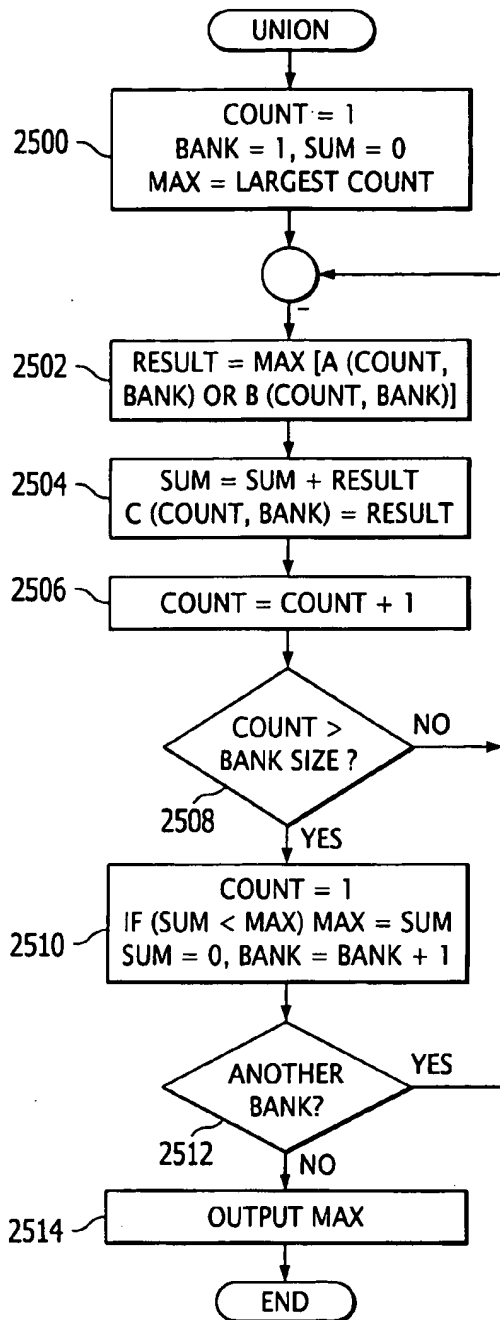 UNION
2500
COUNT = 1
BANK = 1, SUM = 0
MAX = LARGEST COUNT
2502
RESULT = MAX [A (COUNT,
BANK) OR B (COUNT, BANK)]
2504
SUM = SUM + RESULT
C (COUNT, BANK) = RESULT
2506
COUNT = COUNT + 1
COUNT >
BANK SIZE ?
NO
2508
YES
2510
COUNT = 1
IF (SUM < MAX) MAX = SUM
SUM = 0, BANK = BANK + 1
ANOTHER
BANK?
YES
2512
NO
2514
OUTPUT MAX
END